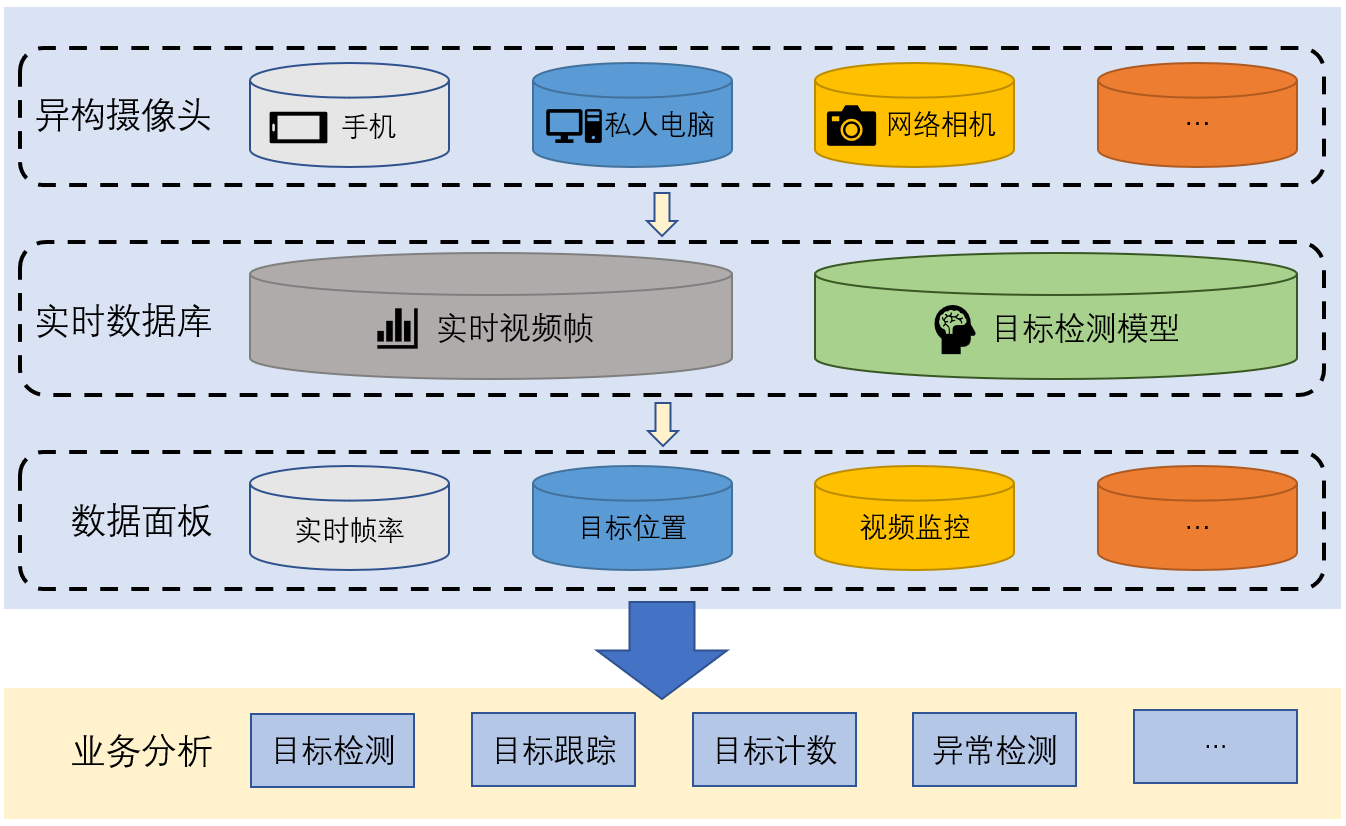 异构摄像头
手机
私人电脑
网络相机
...
实时数据库
实时视频帧
目标检测模型
数据面板
实时帧率
目标位置
视频监控
...
业务分析
目标检测
目标跟踪
目标计数
异常检测
...